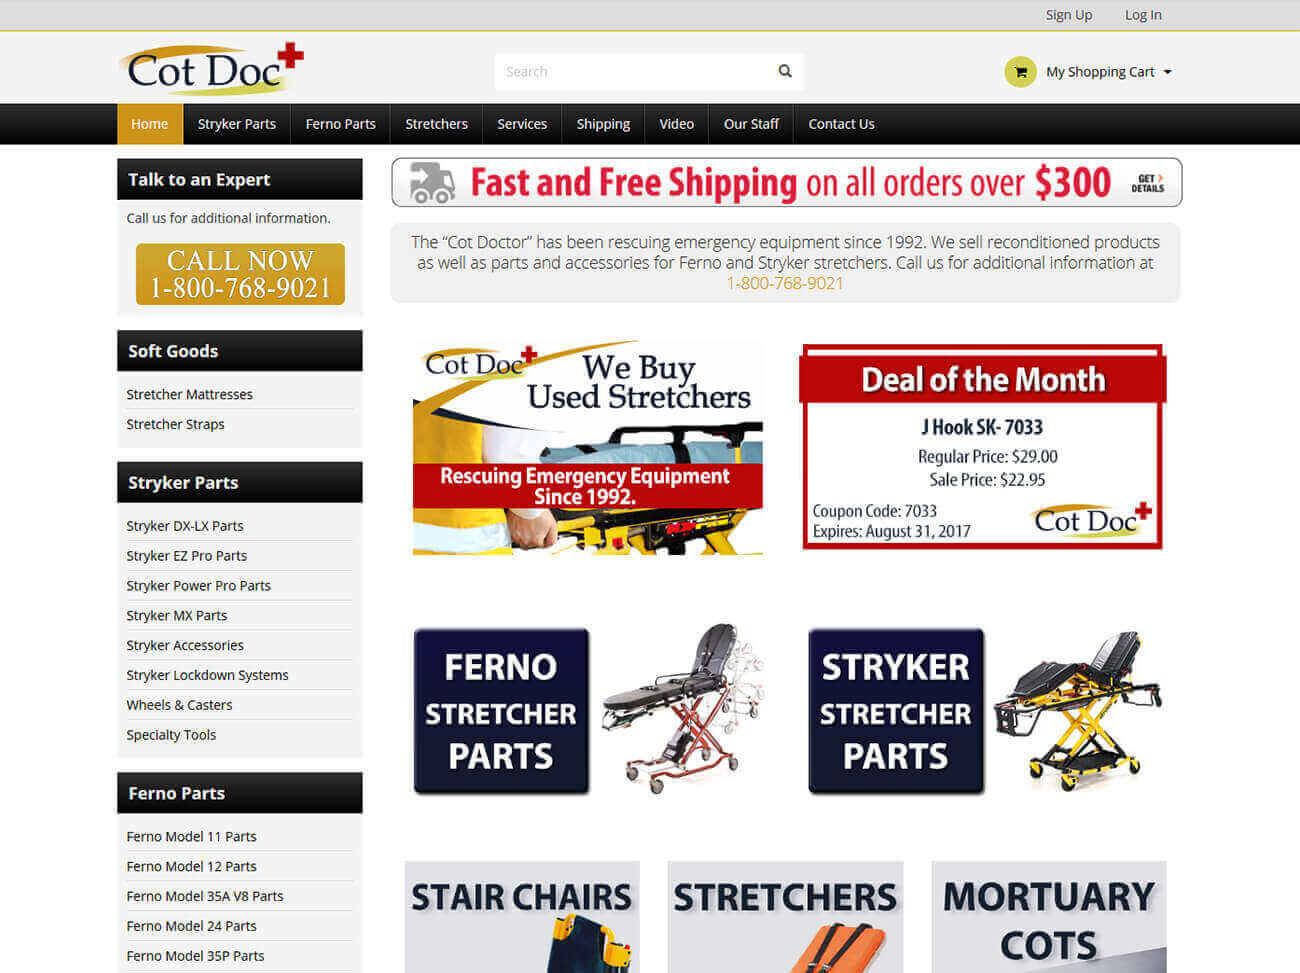 Sign Up
Log In
Cot Doc
Search
My Shopping Cart
Home
Stryker Parts
Ferno Parts
Stretchers
Services
Shipping
Video
Our Staff
Contact Us
Talk to an Expert
Call us for additional information.
CALL NOW
1-800-768-9021
Soft Goods
Stretcher Mattresses
Stretcher Straps
Stryker Parts
Stryker DX-LX Parts
Stryker EZ Pro Parts
Stryker Power Pro Parts
Stryker MX Parts
Stryker Accessories
Stryker Lockdown Systems
Wheels & Casters
Specialty Tools
Ferno Parts
Ferno Model 11 Parts
Ferno Model 12 Parts
Ferno Model 35A V8 Parts
Ferno Model 24 Parts
Ferno Model 35P Parts
Fast and Free Shipping on all orders over $300
GET
DETAILS
The “Cot Doctor” has been rescuing emergency equipment since 1992. We sell reconditioned products
as well as parts and accessories for Ferno and Stryker stretchers. Call us for additional information at
1-800-768-9021
Cot Doc
We Buy
Used Stretchers
Rescuing Emergency Equipment
Since 1992.
Deal of the Month
J Hook SK- 7033
Regular Price: $29.00
Sale Price: $22.95
Coupon Code: 7033
Expires: August 31, 2017
Cot Doc
FERNO
STRETCHER
PARTS
STRYKER
STRETCHER
PARTS
STAIR CHAIRS
STRETCHERS
MORTUARY
COTS